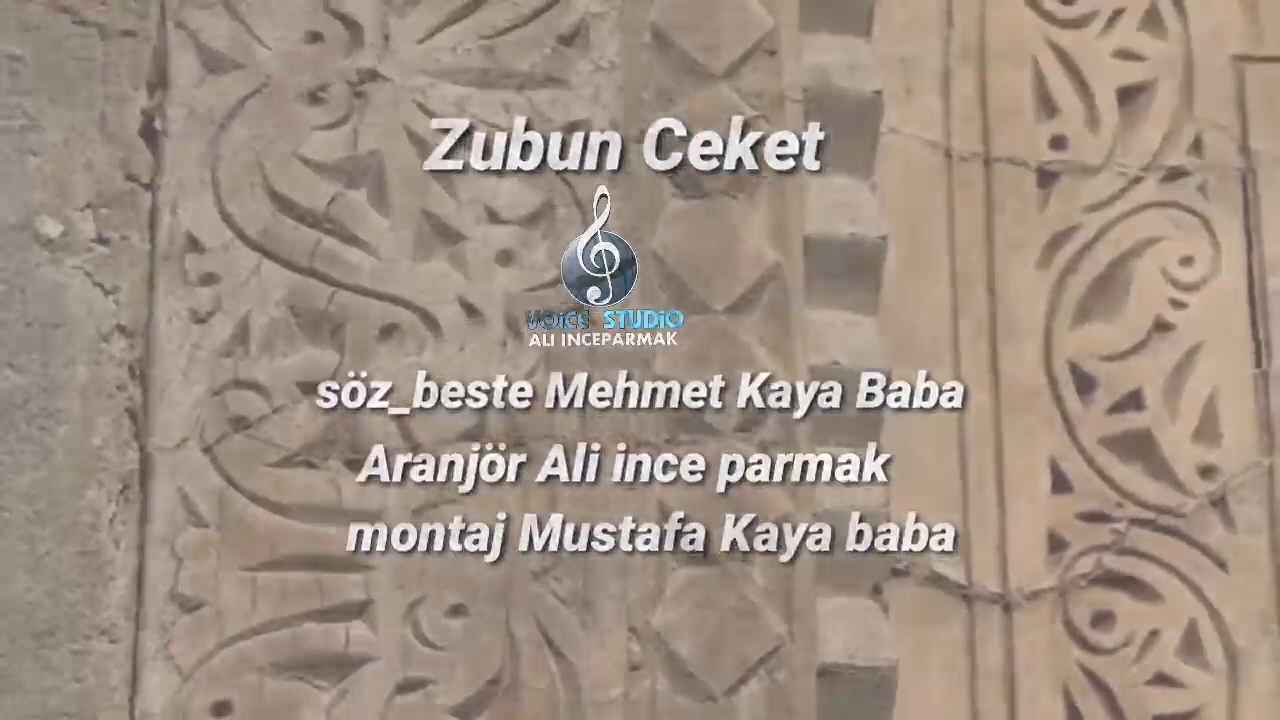 Zubun Ceket
VOiCE STUDiO
ALI INCEPARMAK
söz_beste Mehmet Kaya Baba
Aranjör Ali ince parmak
montaj Mustafa Kaya baba